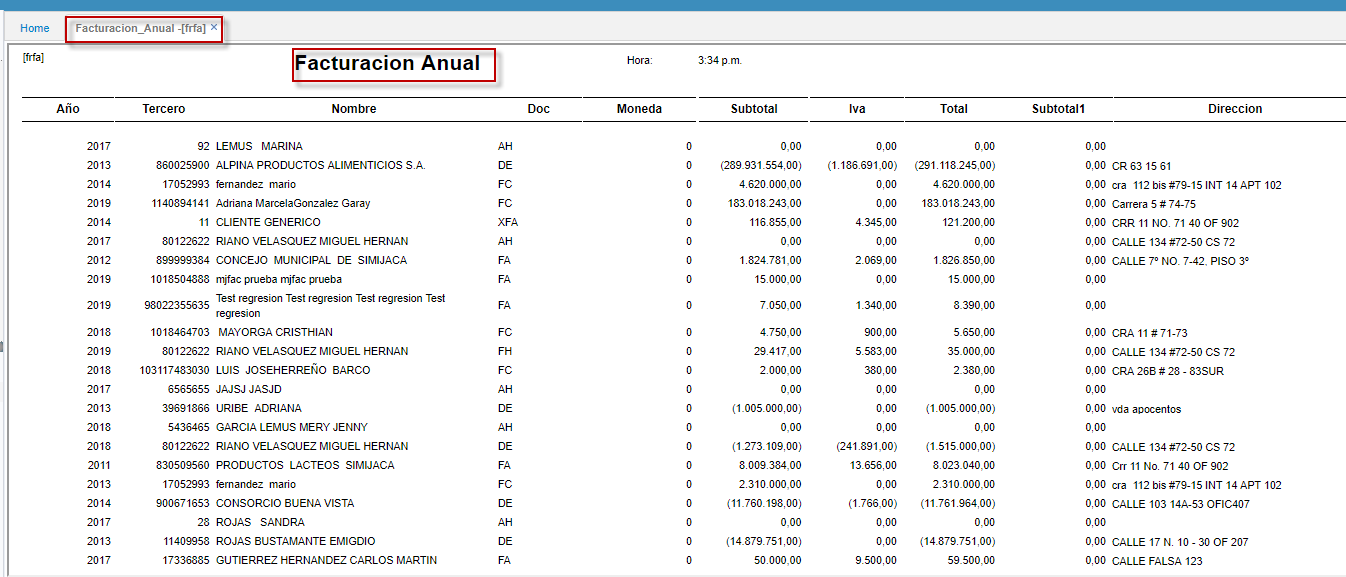 Home Facturacion_Anual -[frfa] ×
[frfa] Facturacion Anual Hora: 3:34 p.m.
Año Tercero Nombre Doc Moneda Subtotal Iva Total Subtotal1 Direccion
2017 92 LEMUS MARINA AH 0 0,00 0,00 0,00 0,00
2013 860025900 ALPINA PRODUCTOS ALIMENTICIOS S.A. DE 0 (289.931.554,00) (1.186.691,00) (291.118.245,00) 0,00 CR 63 15 61
2014 17052993 fernandez mario FC 0 4.620.000,00 0,00 4.620.000,00 0,00 cra 112 bis #79-15 INT 14 APT 102
2019 1140894141 Adriana MarcelaGonzalez Garay FC 0 183.018.243,00 0,00 183.018.243,00 0,00 Carrera 5 # 74-75
2014 11 CLIENTE GENERICO XFA 0 116.855,00 4.345,00 121.200,00 0,00 CRR 11 NO. 71 40 OF 902
2017 80122622 RIANO VELASQUEZ MIGUEL HERNAN AH 0 0,00 0,00 0,00 0,00 CALLE 134 #72-50 CS 72
2012 899999384 CONCEJO MUNICIPAL DE SIMIJACA FA 0 1.824.781,00 2.069,00 1.826.850,00 0,00 CALLE 7º NO. 7-42, PISO 3º
2019 1018504888 mjfac prueba mjfac prueba FA 0 15.000,00 0,00 15.000,00 0,00
2019 98022355635 Test regresion Test regresion Test regresion Test FA 0 7.050,00 1.340,00 8.390,00 0,00
regresion
2018 1018464703 MAYORGA CRISTHIAN FC 0 4.750,00 900,00 5.650,00 0,00 CRA 11 # 71-73
2019 80122622 RIANO VELASQUEZ MIGUEL HERNAN FH 0 29.417,00 5.583,00 35.000,00 0,00 CALLE 134 #72-50 CS 72
2018 103117483030 LUIS JOSEHERREÑO BARCO FC 0 2.000,00 380,00 2.380,00 0,00 CRA 26B # 28 - 83SUR
2017 6565655 JAJSJ JASJD AH 0 0,00 0,00 0,00 0,00
2013 39691866 URIBE ADRIANA DE 0 (1.005.000,00) 0,00 (1.005.000,00) 0,00 vda apocentos
2018 5436465 GARCIA LEMUS MERY JENNY AH 0 0,00 0,00 0,00 0,00
2018 80122622 RIANO VELASQUEZ MIGUEL HERNAN DE 0 (1.273.109,00) (241.891,00) (1.515.000,00) 0,00 CALLE 134 #72-50 CS 72
2011 830509560 PRODUCTOS LACTEOS SIMIJACA FA 0 8.009.384,00 13.656,00 8.023.040,00 0,00 Crr 11 No. 71 40 OF 902
2013 17052993 fernandez mario FC 0 2.310.000,00 0,00 2.310.000,00 0,00 cra 112 bis #79-15 INT 14 APT 102
2014 900671653 CONSORCIO BUENA VISTA DE 0 (11.760.198,00) (1.766,00) (11.761.964,00) 0,00 CALLE 103 14A-53 OFIC407
2017 28 ROJAS SANDRA AH 0 0,00 0,00 0,00 0,00
2013 11409958 ROJAS BUSTAMANTE EMIGDIO DE 0 (14.879.751,00) 0,00 (14.879.751,00) 0,00 CALLE 17 N. 10 - 30 OF 207
2017 17336885 GUTIERREZ HERNANDEZ CARLOS MARTIN FA 0 50.000,00 9.500,00 59.500,00 0,00 CALLE FALSA 123